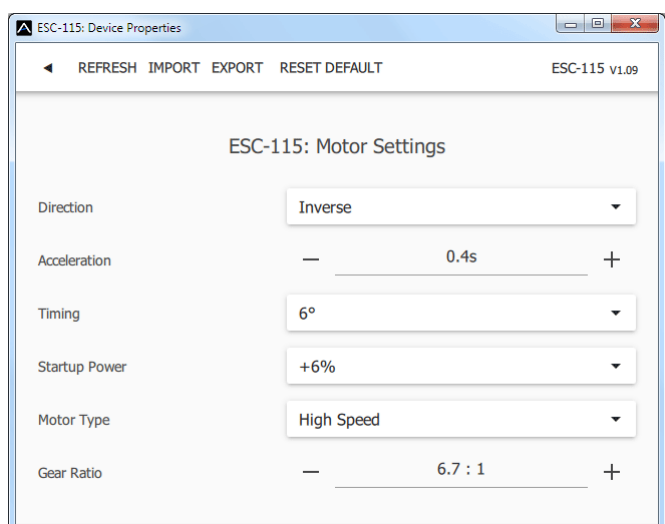 ESC-115: Device Properties
◄ REFRESH IMPORT EXPORT RESET DEFAULT ESC-115 V1.09
ESC-115: Motor Settings
Direction Inverse
Acceleration — 0.4s +
Timing 6°
Startup Power +6%
Motor Type High Speed
Gear Ratio — 6.7 : 1 +